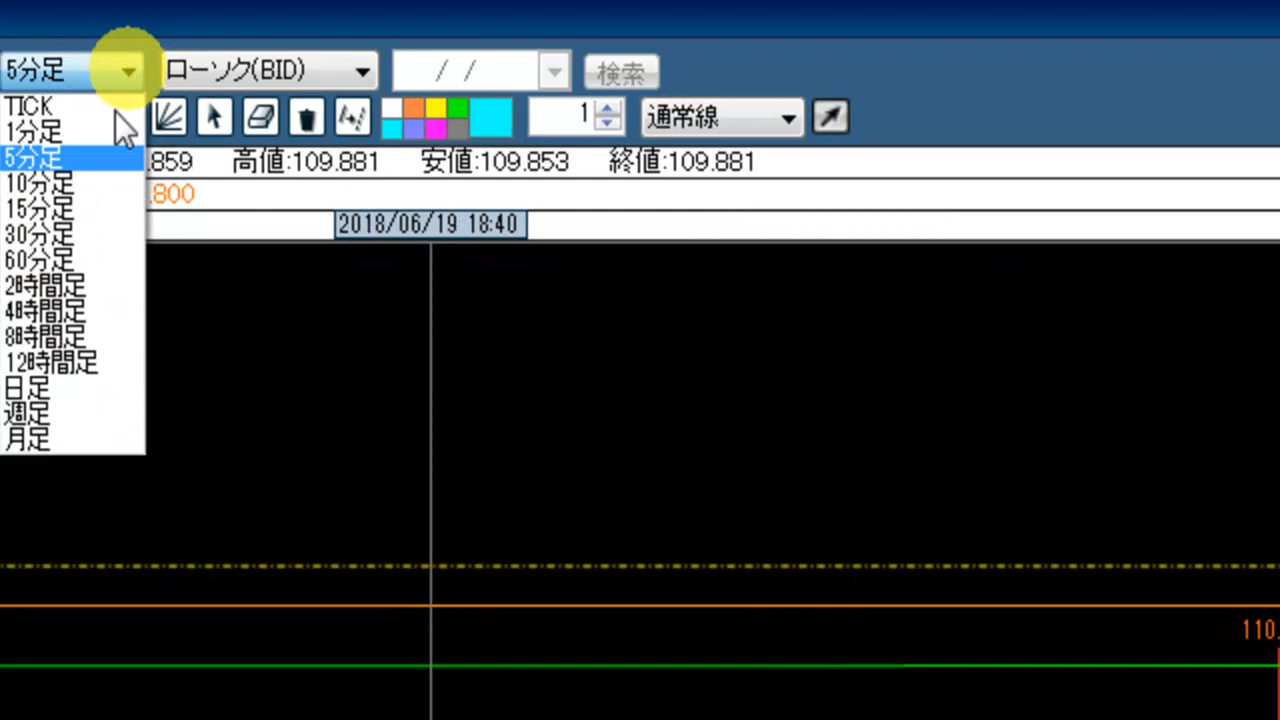 5分足 ローソク(BID) / / 検索
TICK
1分足
5分足
10分足
15分足
30分足
60分足
2時間足
4時間足
8時間足
12時間足
日足
週足
月足
1 通常線
.859 高値:109.881 安値:109.853 終値:109.881
.800
2018/06/19 18:40
110.